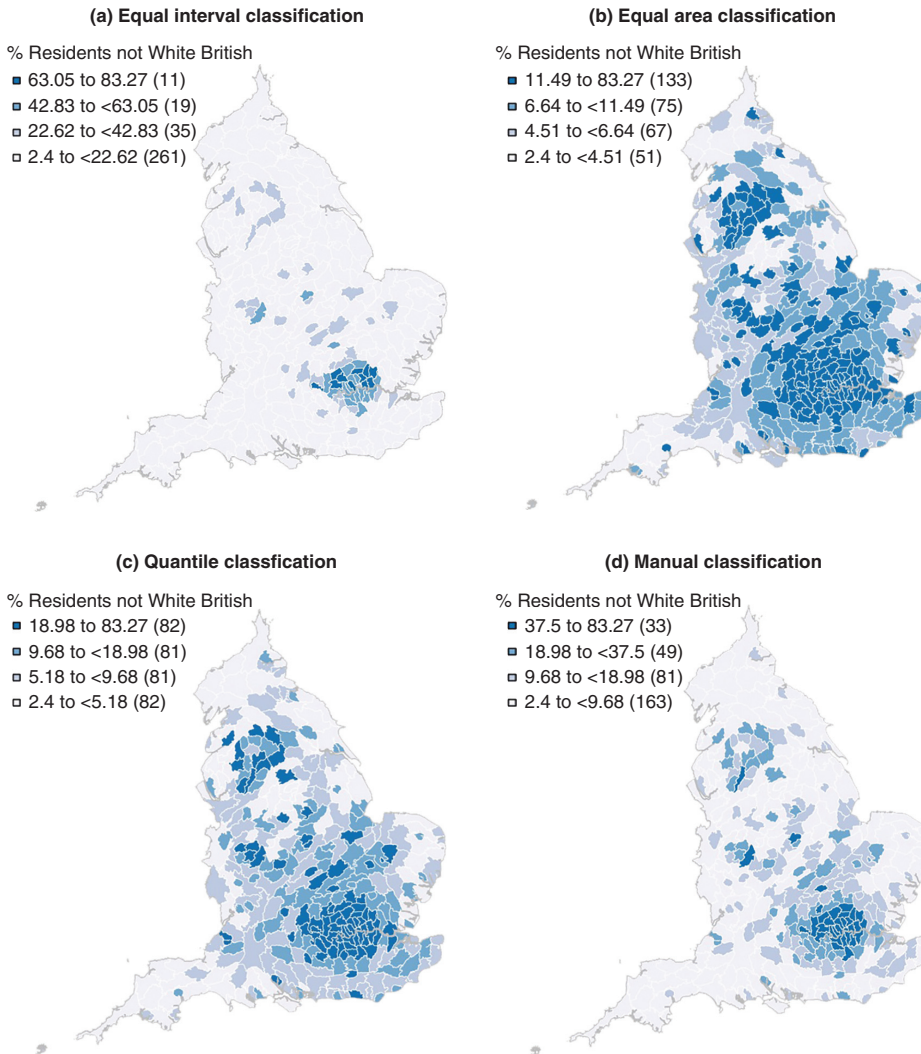 (a) Equal interval classification
% Residents not White British
63.05 to 83.27 (11)
42.83 to <63.05 (19)
22.62 to <42.83 (35)
2.4 to <22.62 (261)
(b) Equal area classification
% Residents not White British
11.49 to 83.27 (133)
6.64 to <11.49 (75)
4.51 to <6.64 (67)
2.4 to <4.51 (51)
(c) Quantile classfication
% Residents not White British
18.98 to 83.27 (82)
9.68 to <18.98 (81)
5.18 to <9.68 (81)
2.4 to <5.18 (82)
(d) Manual classification
% Residents not White British
37.5 to 83.27 (33)
18.98 to <37.5 (49)
9.68 to <18.98 (81)
2.4 to <9.68 (163)